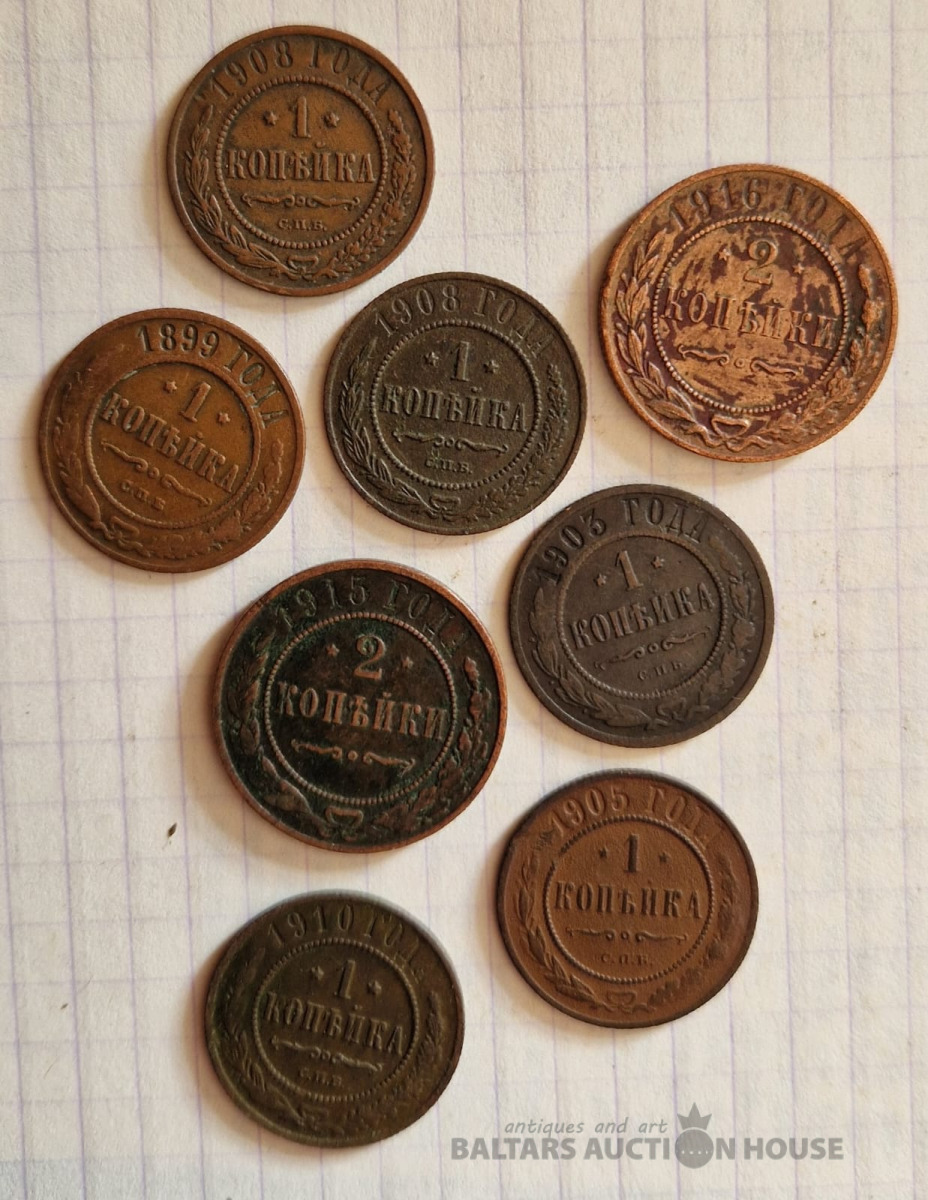 1908 ГОДА
1
КОПѢЙКА
С.П.Б.
1916 ГОДА
2
КОПѢЙКИ
1899 ГОДА
1
КОПѢЙКА
С.П.Б.
1908 ГОДА
1
КОПѢЙКА
С.П.Б.
1903 ГОДА
1
КОПѢЙКА
С.П.Б.
1915 ГОДА
2
КОПѢЙКИ
1905 ГОДА
1
КОПѢЙКА
С.П.Б.
1910 ГОДА
1
КОПѢЙКА
С.П.Б.
antiques and art
BALTARS AUCTION HOUSE